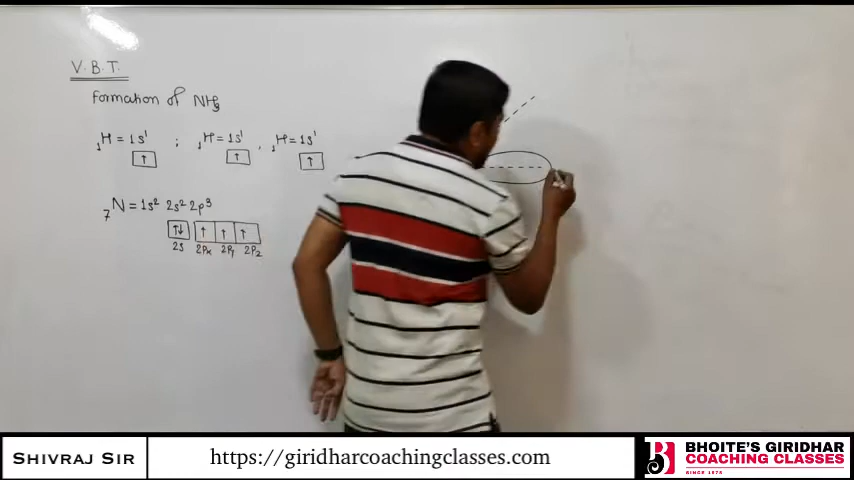 V.B.T.
Formation of NH₃
₁H = 1s¹ ; ₁H = 1s¹ , ₁H = 1s¹
↑ ↑ ↑
₇N = 1s² 2s² 2p³
↑↓ ↑ ↑ ↑
2s 2px 2py 2pz
SHIVRAJ SIR
https://giridharcoachingclasses.com
BHOITE'S GIRIDHAR
COACHING CLASSES
SINCE 1975